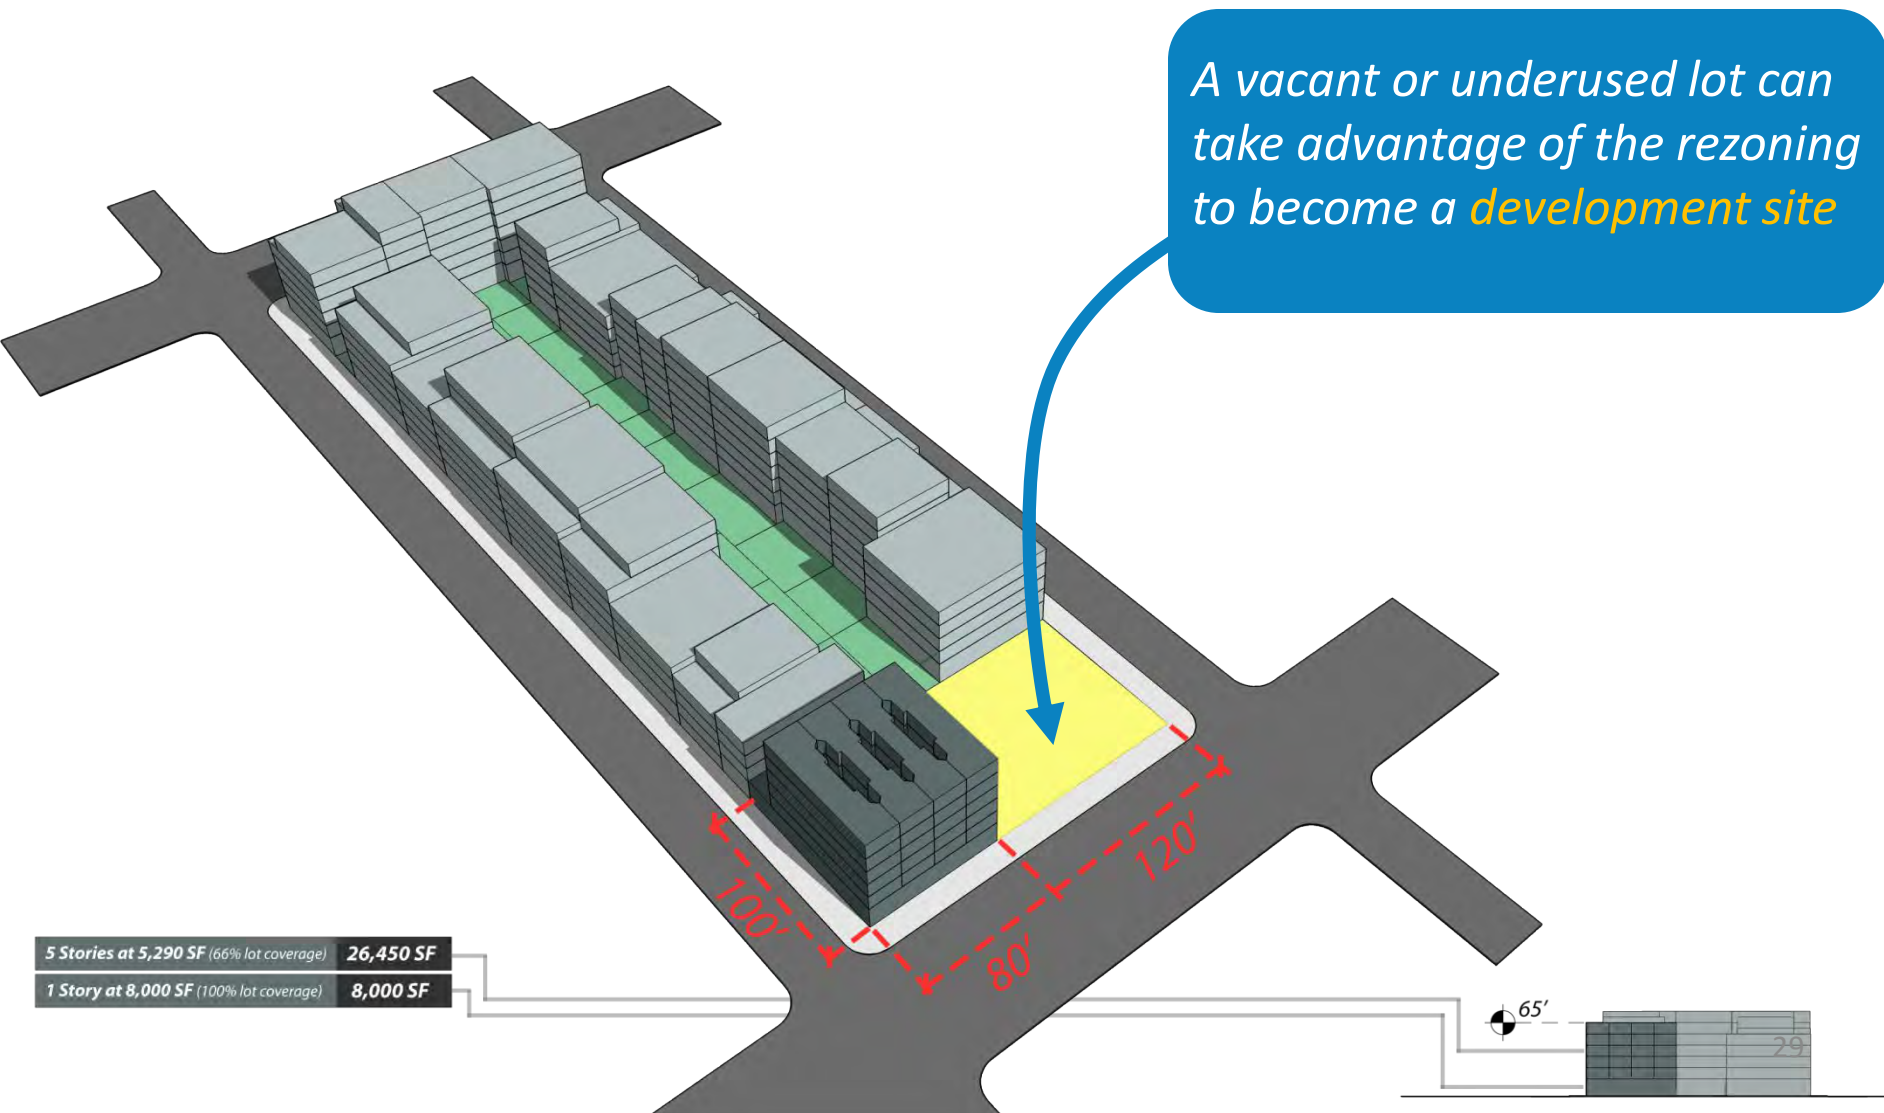 A vacant or underused lot can
take advantage of the rezoning
to become a development site
120’
100’
80’
5 Stories at 5,290 SF (66% lot coverage) 26,450 SF
1 Story at 8,000 SF (100% lot coverage) 8,000 SF
65’
29